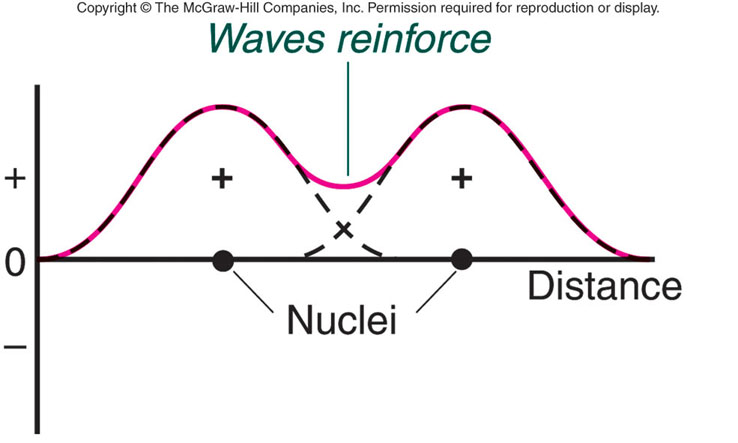 Copyright © The McGraw-Hill Companies, Inc. Permission required for reproduction or display.
Waves reinforce
+
+ +
0
Distance
Nuclei
–